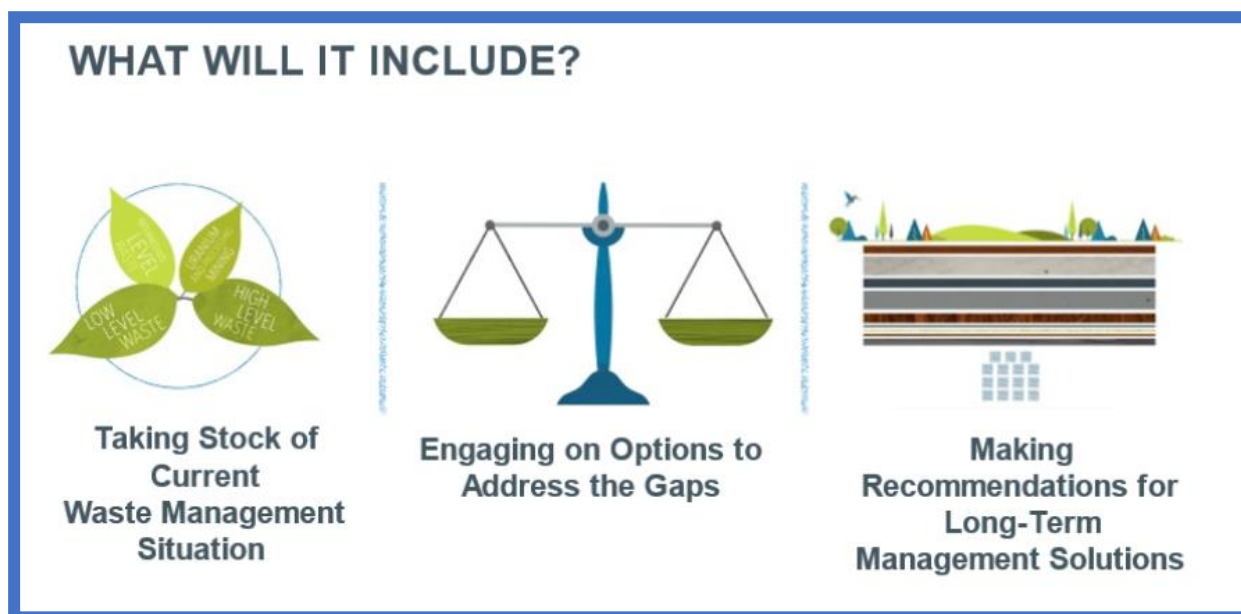 WHAT WILL IT INCLUDE?
LEVEL
URANIUM
MINING
LOW
LEVEL
WASTE
HIGH
LEVEL
WASTE
Taking Stock of
Current
Waste Management
Situation
Engaging on Options to
Address the Gaps
Making
Recommendations for
Long-Term
Management Solutions